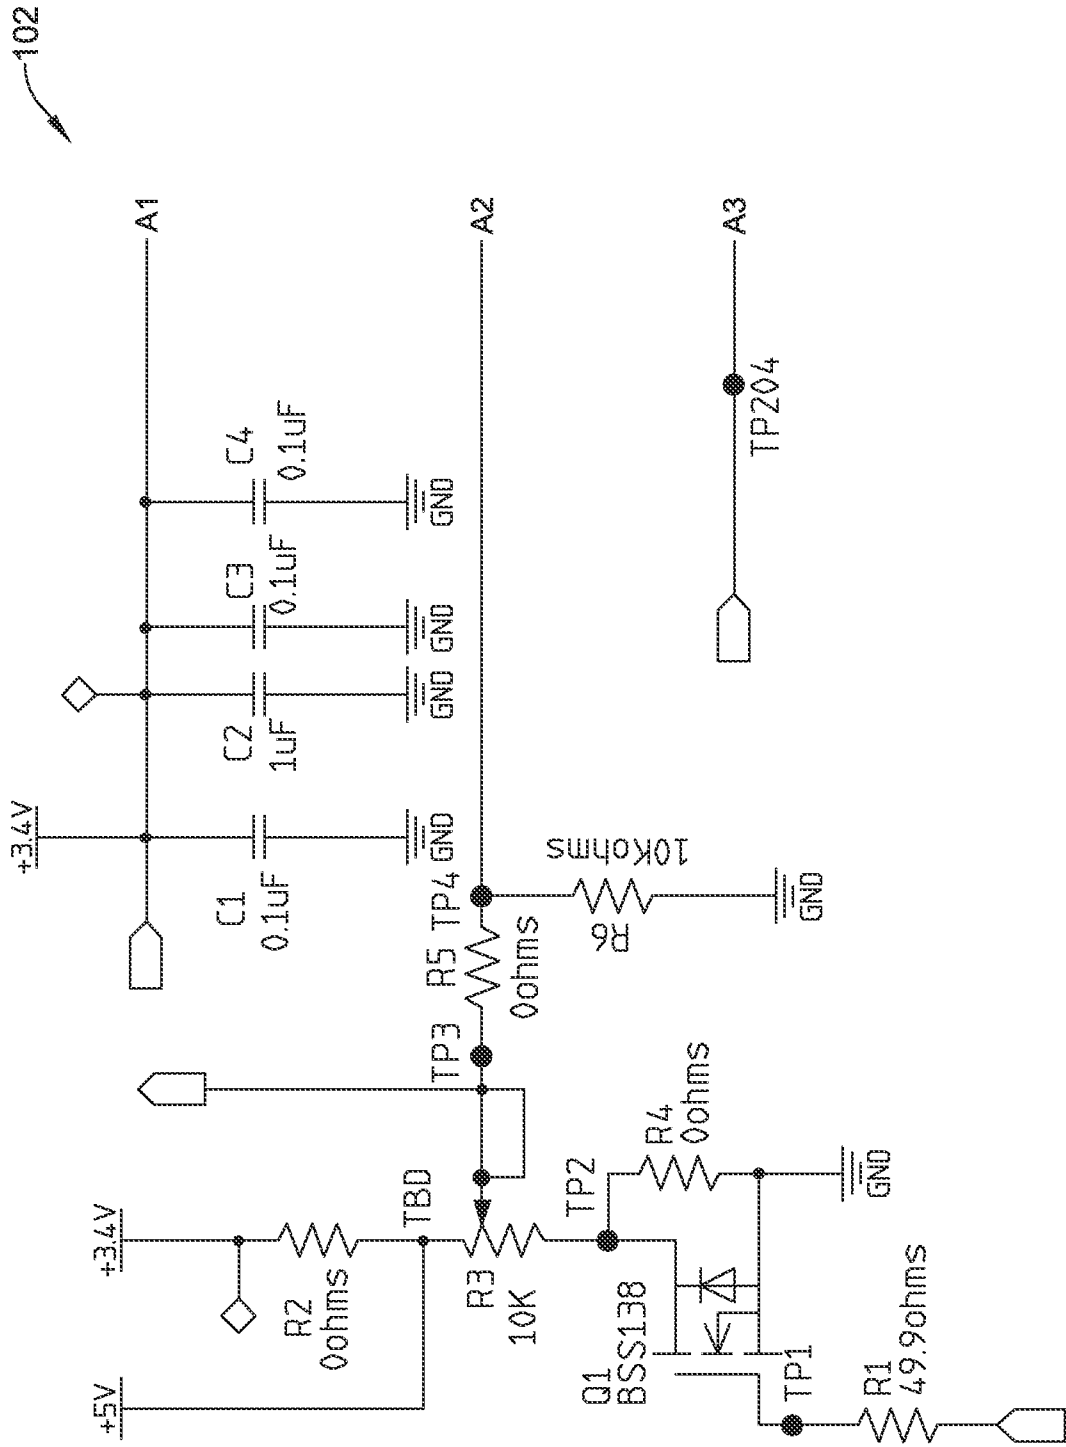 102
A1
A2
A3
+3.4V
C1
0.1uF
GND
C2
1uF
GND
C3
0.1uF
GND
C4
0.1uF
GND
+5V
+3.4V
R2
0ohms
TBD
R3
10K
TP3
R5
0ohms
TP4
R6
10Kohms
GND
TP204
TP2
R4
0ohms
GND
Q1
BSS138
TP1
R1
49.9ohms